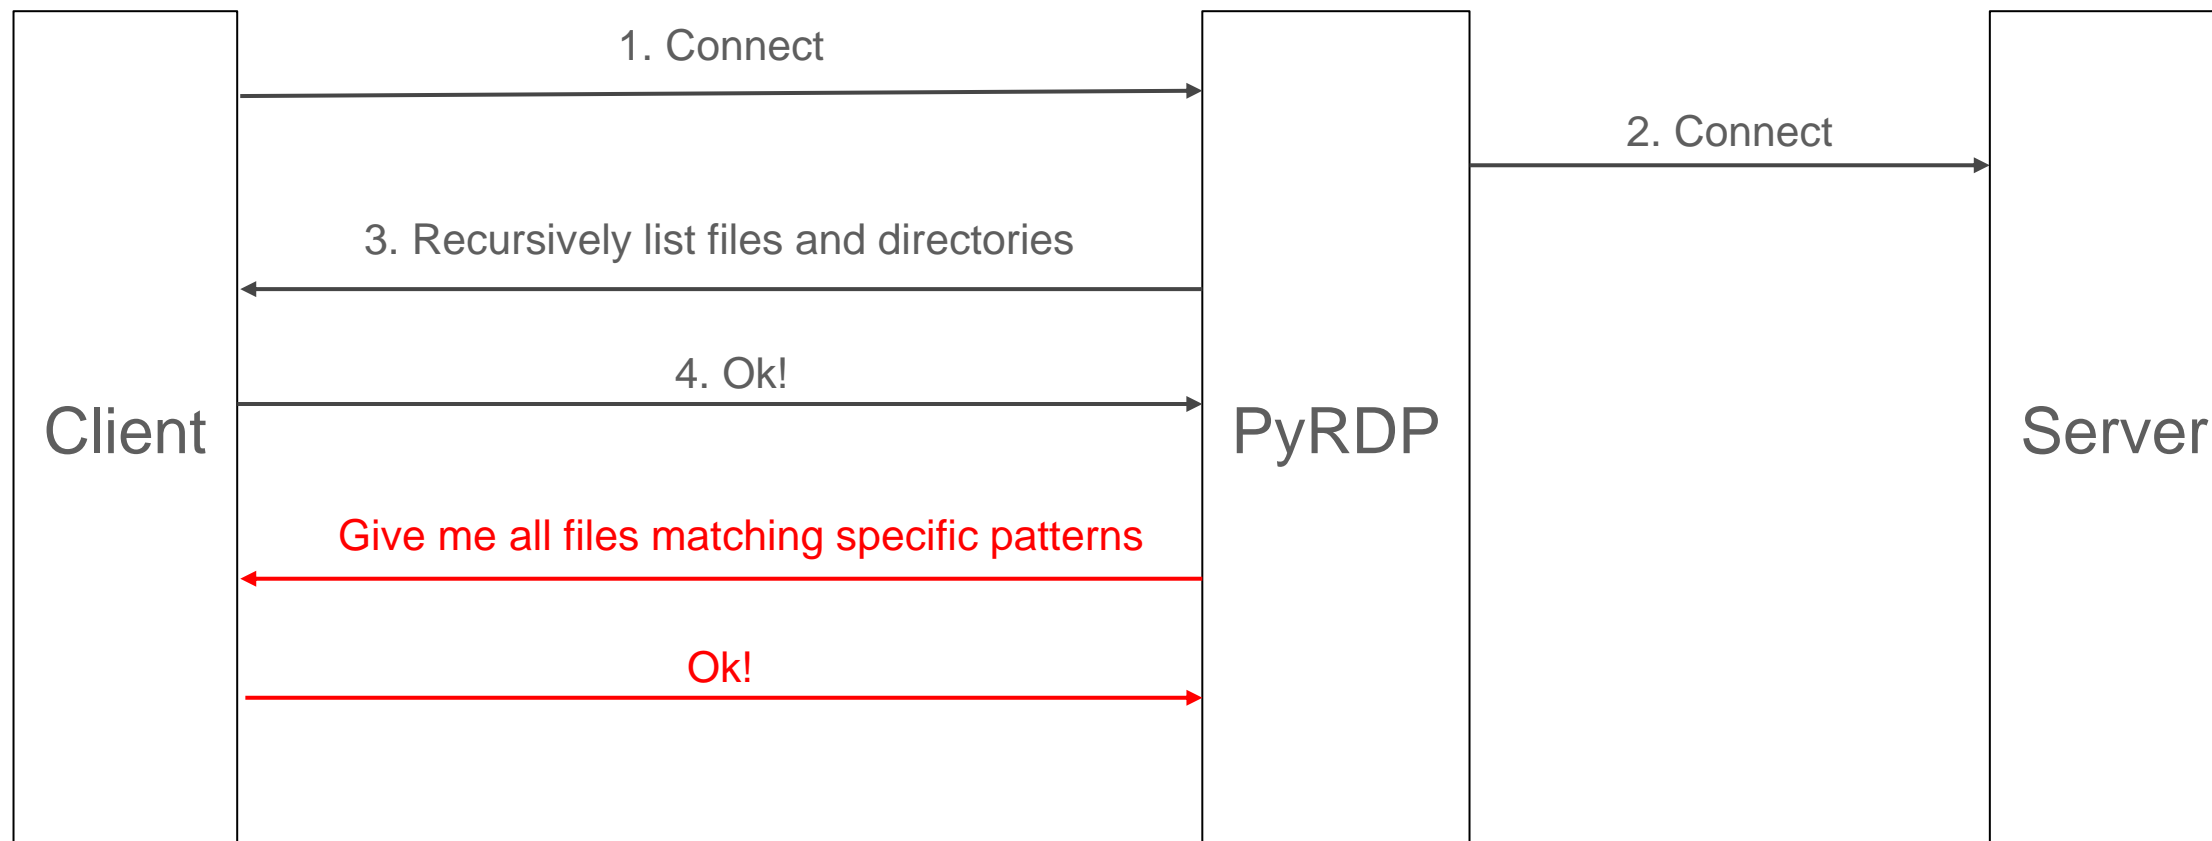 1. Connect
2. Connect
3. Recursively list files and directories
4. Ok!
Client
PyRDP
Server
Give me all files matching specific patterns
Ok!